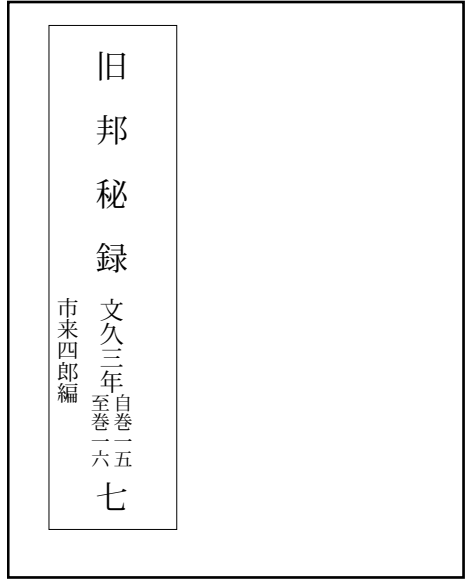 旧邦秘録
文久三年
自巻一五
至巻一六
七
市来四郎編